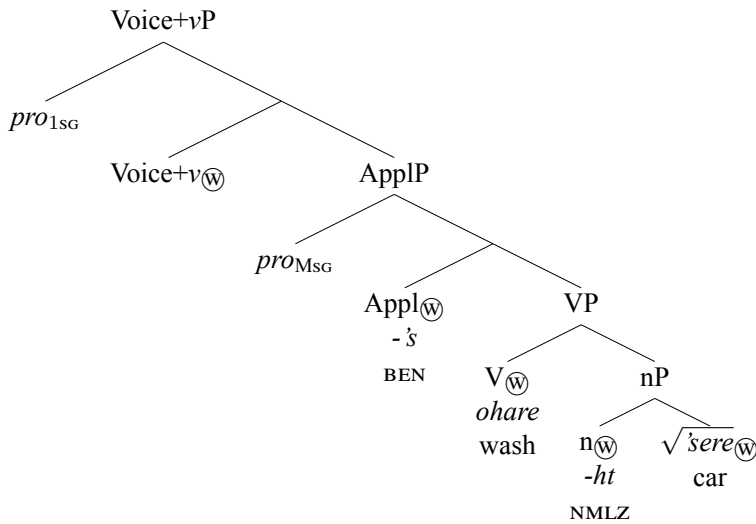 Voice+vP
pro1SG
Voice+vⓌ ApplP
proMSG
ApplⓌ VP
-'s
BEN VⓌ nP
ohare
wash nⓌ √'sereⓌ
-ht car
NMLZ